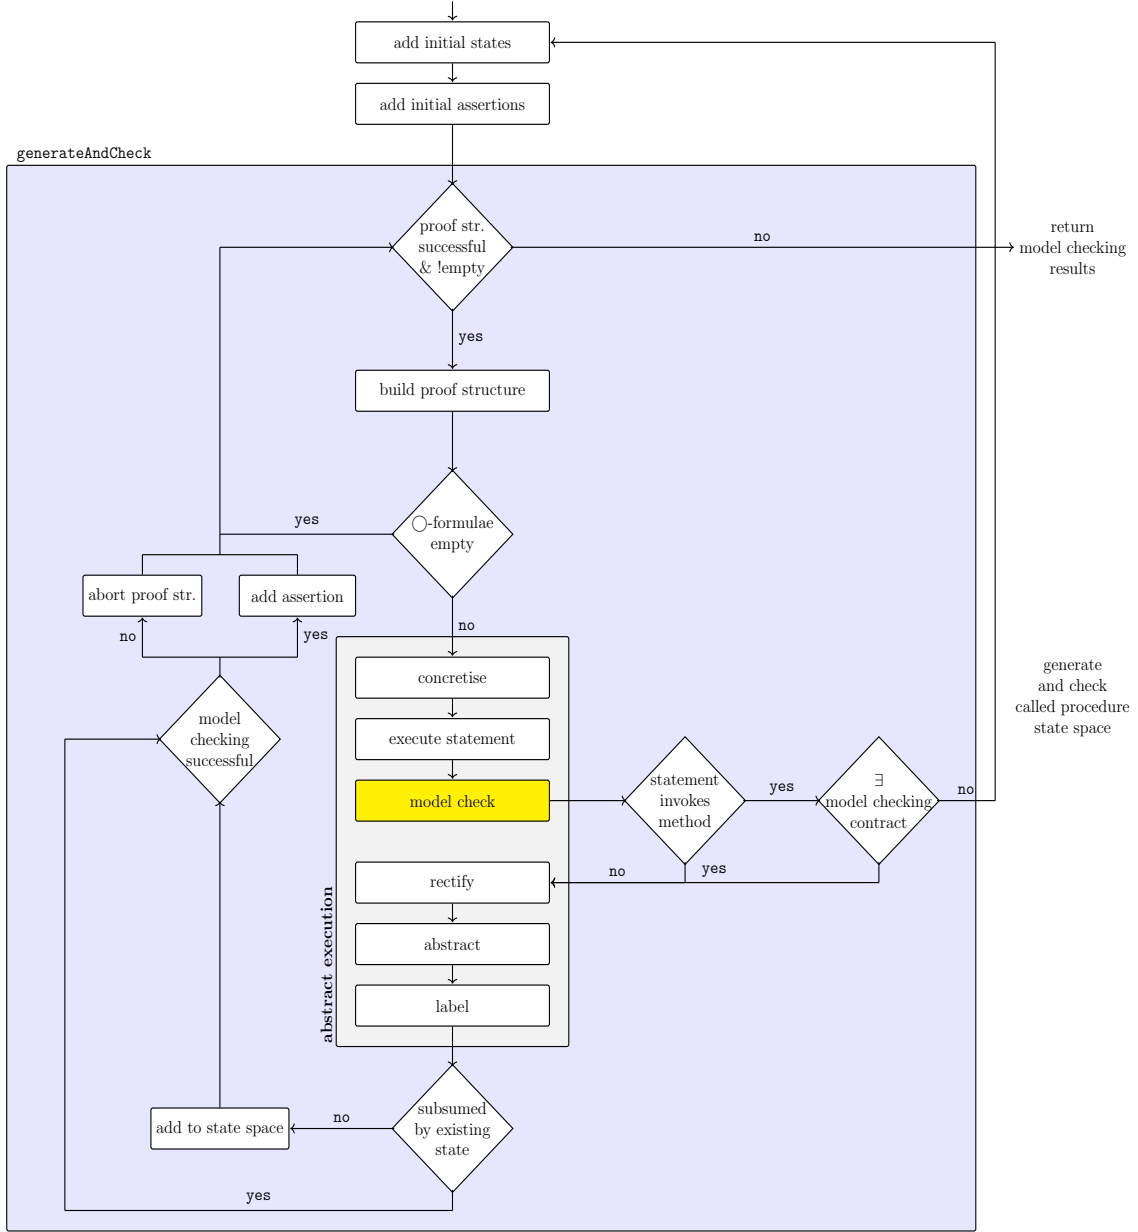 add initial states
add initial assertions
generateAndCheck
proof str.
successful
& !empty
no
return
model checking
results
yes
build proof structure
◯-formulae
empty
yes
no
abort proof str.
add assertion
no
yes
model
checking
successful
concretise
execute statement
model check
rectify
abstract
label
abstract execution
statement
invokes
method
yes
∃
model checking
contract
no
generate
and check
called procedure
state space
no
yes
subsumed
by existing
state
no
add to state space
yes